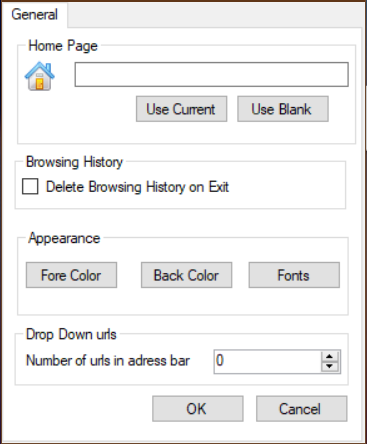 General
Home Page
Use Current Use Blank
Browsing History
Delete Browsing History on Exit
Appearance
Fore Color Back Color Fonts
Drop Down urls
Number of urls in adress bar 0
OK Cancel